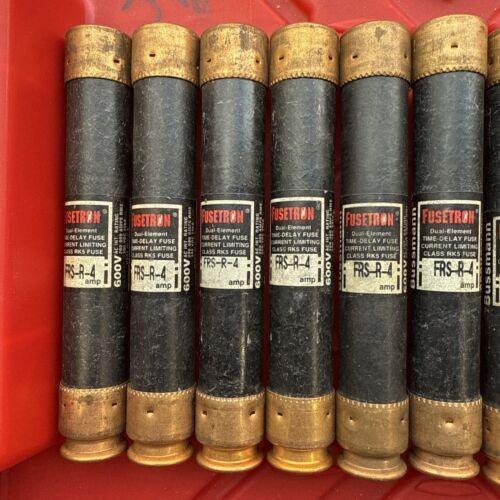 FUSETRON
Dual-Element
TIME-DELAY FUSE
CURRENT LIMITING
CLASS RK5 FUSE
FRS-R-4
amp
600V
FUSETRON
Dual-Element
TIME-DELAY FUSE
CURRENT LIMITING
CLASS RK5 FUSE
FRS-R-4
amp
600V
FUSETRON
Dual-Element
TIME-DELAY FUSE
CURRENT LIMITING
CLASS RK5 FUSE
FRS-R-4
amp
600V
FUSETRON
Dual-Element
TIME-DELAY FUSE
CURRENT LIMITING
CLASS RK5 FUSE
FRS-R-4
amp
600V
FUSETRON
Dual-Element
TIME-DELAY FUSE
CURRENT LIMITING
CLASS RK5 FUSE
FRS-R-4
amp
Bussmann
FUSETRON
Dual-Element
TIME-DELAY FUSE
CURRENT LIMITING
CLASS RK5 FUSE
FRS-R-4
amp
Bussmann